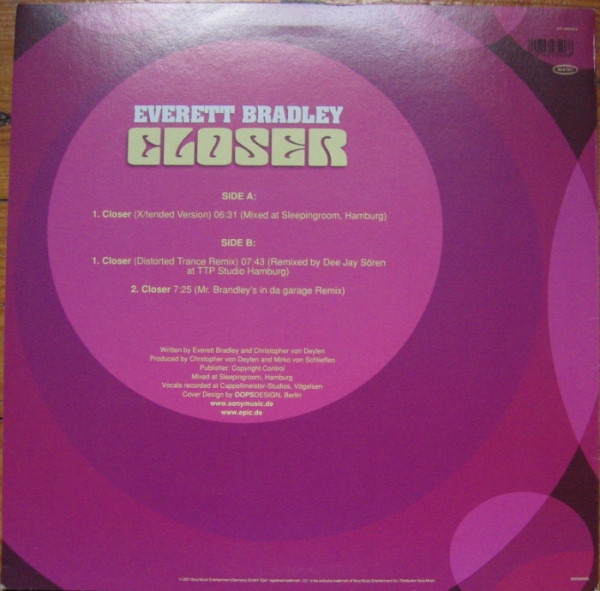 EVERETT BRADLEY
CLOSER
SIDE A:
1. Closer (X/tended Version) 06:31 (Mixed at Sleepingroom, Hamburg)
SIDE B:
1. Closer (Distorted Trance Remix) 07:43 (Remixed by Dee Jay Sören
at TTP Studio Hamburg)
2. Closer 7:25 (Mr. Brandley's in da garage Remix)
Written by Everett Bradley and Christopher von Deylen
Produced by Christopher von Deylen and Mirko von Schlieffen
Publisher: Copyright Control
Mixed at Sleepingroom, Hamburg
Vocals recorded at Cappellmeister-Studios, Vögelsen
Cover Design by OOPSDESIGN, Berlin
www.sonymusic.de
www.epic.de